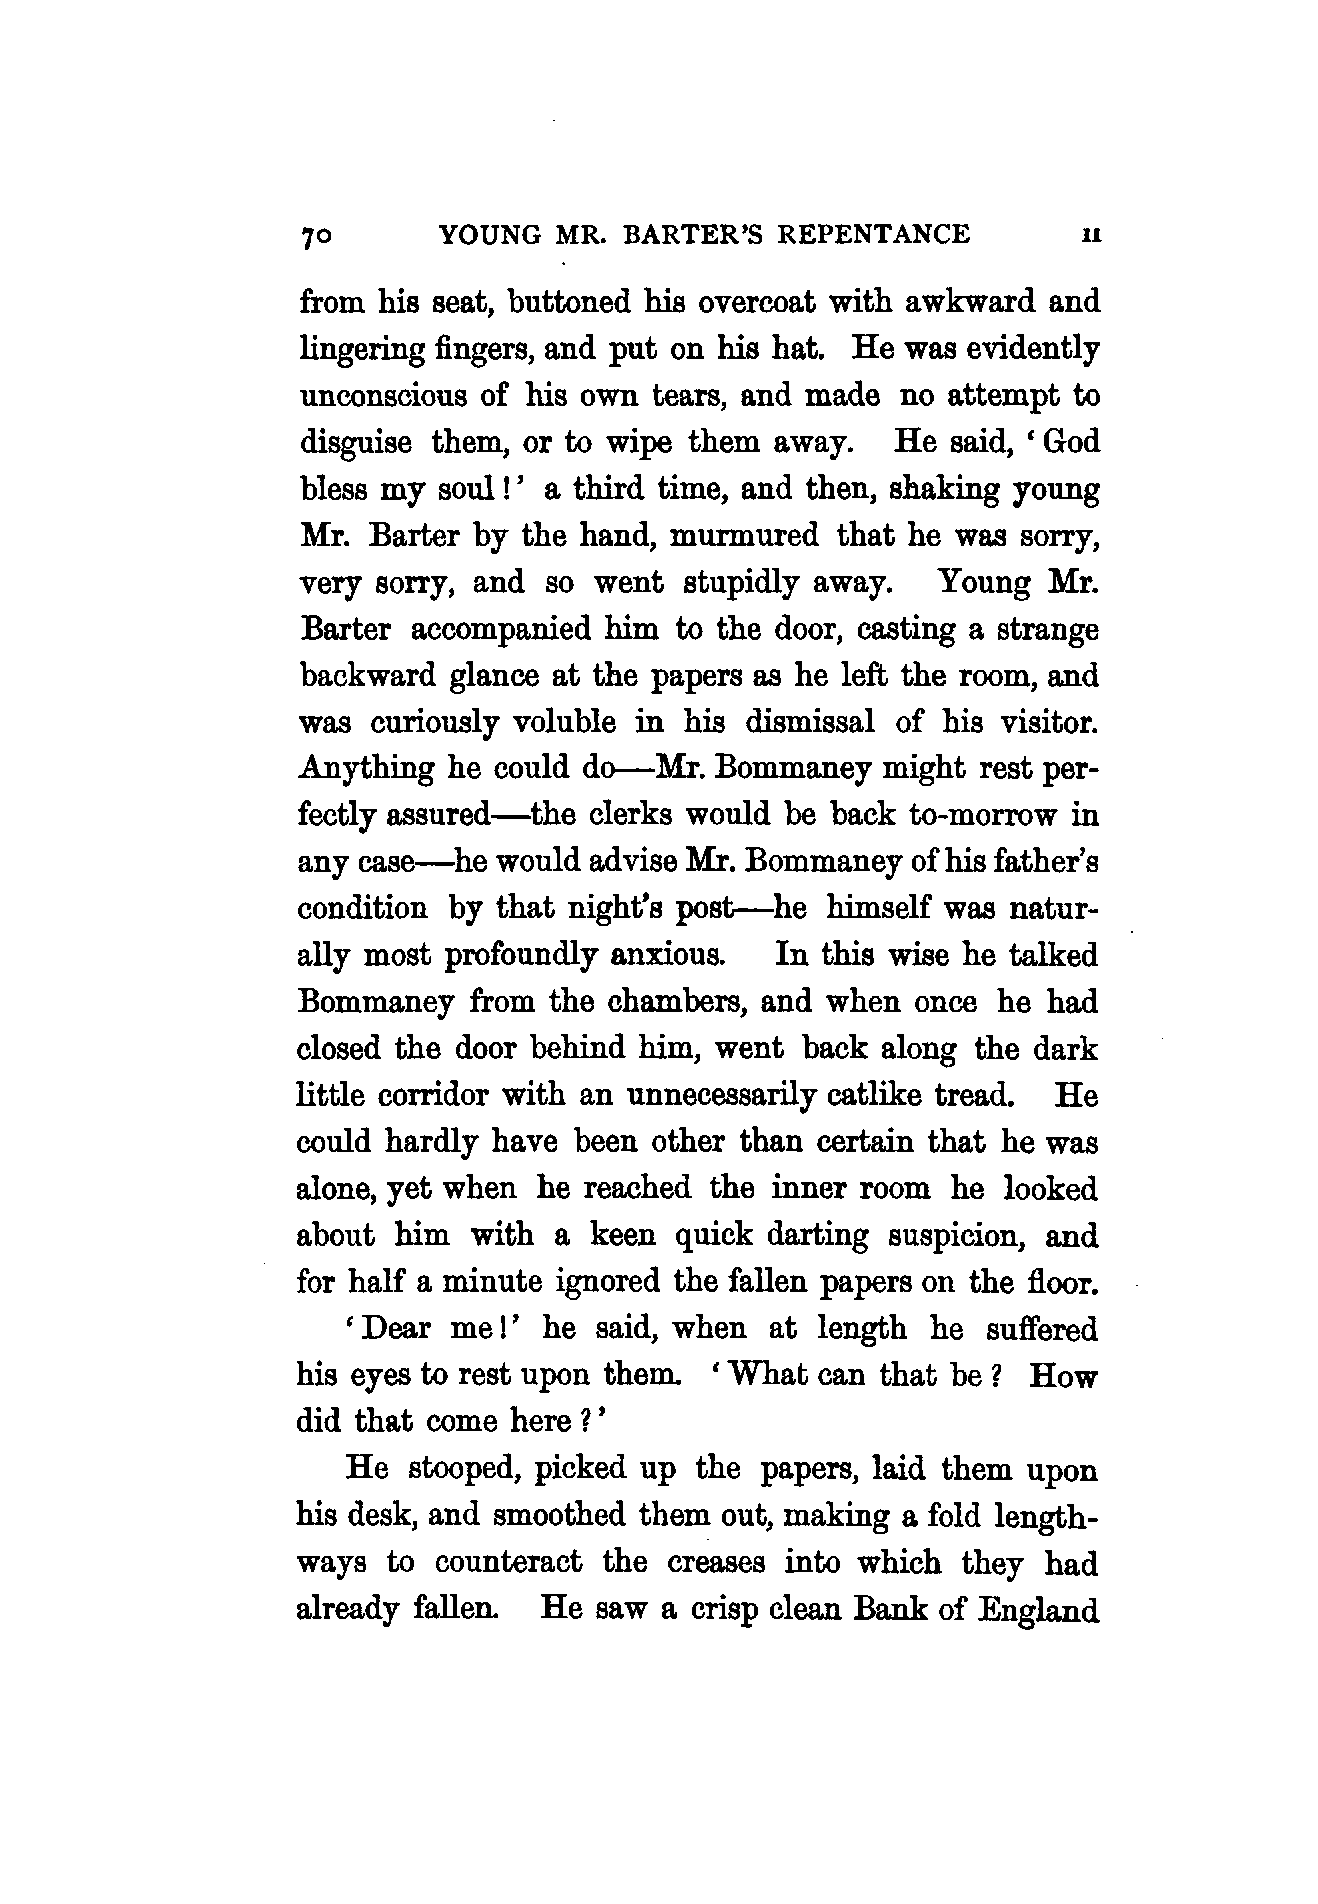 70 YOUNG MR. BARTER'S REPENTANCE II
from his seat, buttoned his overcoat with awkward and
lingering fingers, and put on his hat. He was evidently
unconscious of his own tears, and made no attempt to
disguise them, or to wipe them away. He said, ‘God
bless my soul!’ a third time, and then, shaking young
Mr. Barter by the hand, murmured that he was sorry,
very sorry, and so went stupidly away. Young Mr.
Barter accompanied him to the door, casting a strange
backward glance at the papers as he left the room, and
was curiously voluble in his dismissal of his visitor.
Anything he could do—Mr. Bommaney might rest per-
fectly assured—the clerks would be back to-morrow in
any case—he would advise Mr. Bommaney of his father's
condition by that night's post—he himself was natur-
ally most profoundly anxious. In this wise he talked
Bommaney from the chambers, and when once he had
closed the door behind him, went back along the dark
little corridor with an unnecessarily catlike tread. He
could hardly have been other than certain that he was
alone, yet when he reached the inner room he looked
about him with a keen quick darting suspicion, and
for half a minute ignored the fallen papers on the floor.
‘Dear me!’ he said, when at length he suffered
his eyes to rest upon them. ‘What can that be? How
did that come here?’
He stooped, picked up the papers, laid them upon
his desk, and smoothed them out, making a fold length-
ways to counteract the creases into which they had
already fallen. He saw a crisp clean Bank of England